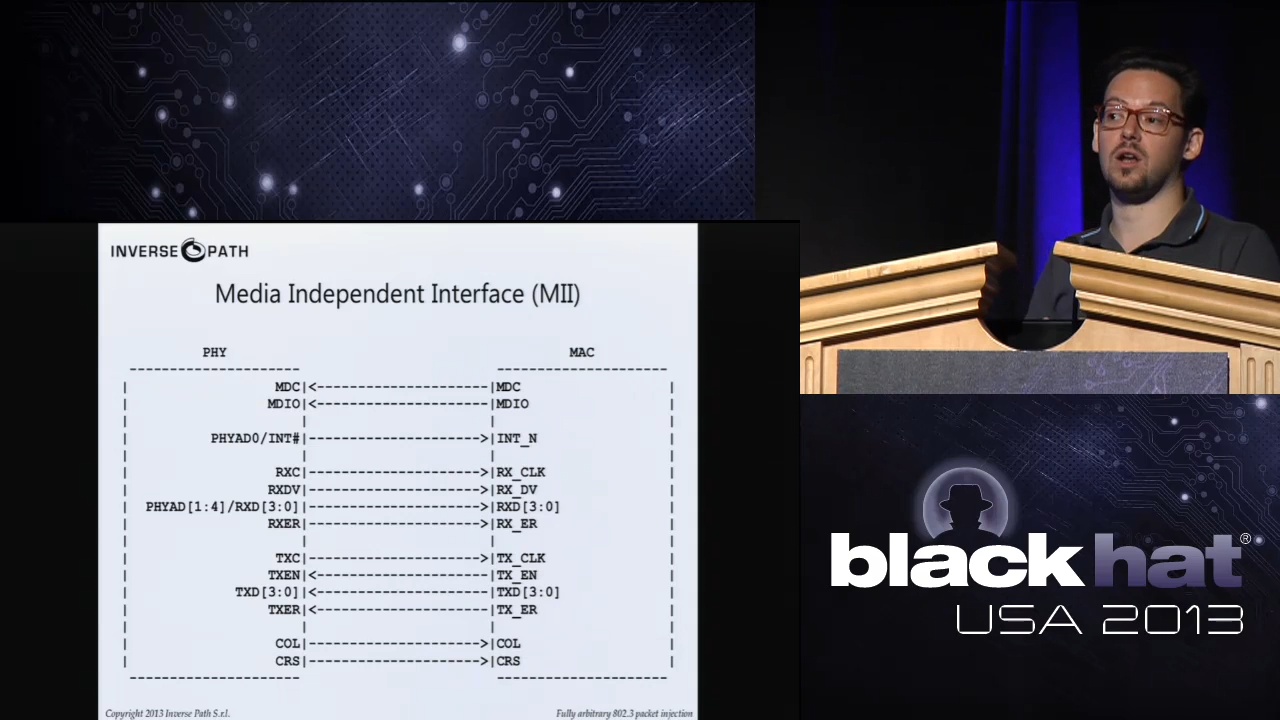 INVERSE PATH
Media Independent Interface (MII)
PHY MAC
--------------------- ---------------------
| MDC|<---------------------|MDC |
| MDIO|<---------------------|MDIO |
| | | |
| PHYAD0/INT#|--------------------->|INT_N |
| | | |
| RXC|--------------------->|RX_CLK |
| RXDV|--------------------->|RX_DV |
| PHYAD[1:4]/RXD[3:0]|--------------------->|RXD[3:0] |
| RXER|--------------------->|RX_ER |
| | | |
| TXC|--------------------->|TX_CLK |
| TXEN|<---------------------|TX_EN |
| TXD[3:0]|<---------------------|TXD[3:0] |
| TXER|<---------------------|TX_ER |
| | | |
| COL|--------------------->|COL |
| CRS|--------------------->|CRS |
--------------------- ---------------------
Copyright 2013 Inverse Path S.r.l. Fully arbitrary 802.3 packet injection
black hat®
USA 2013